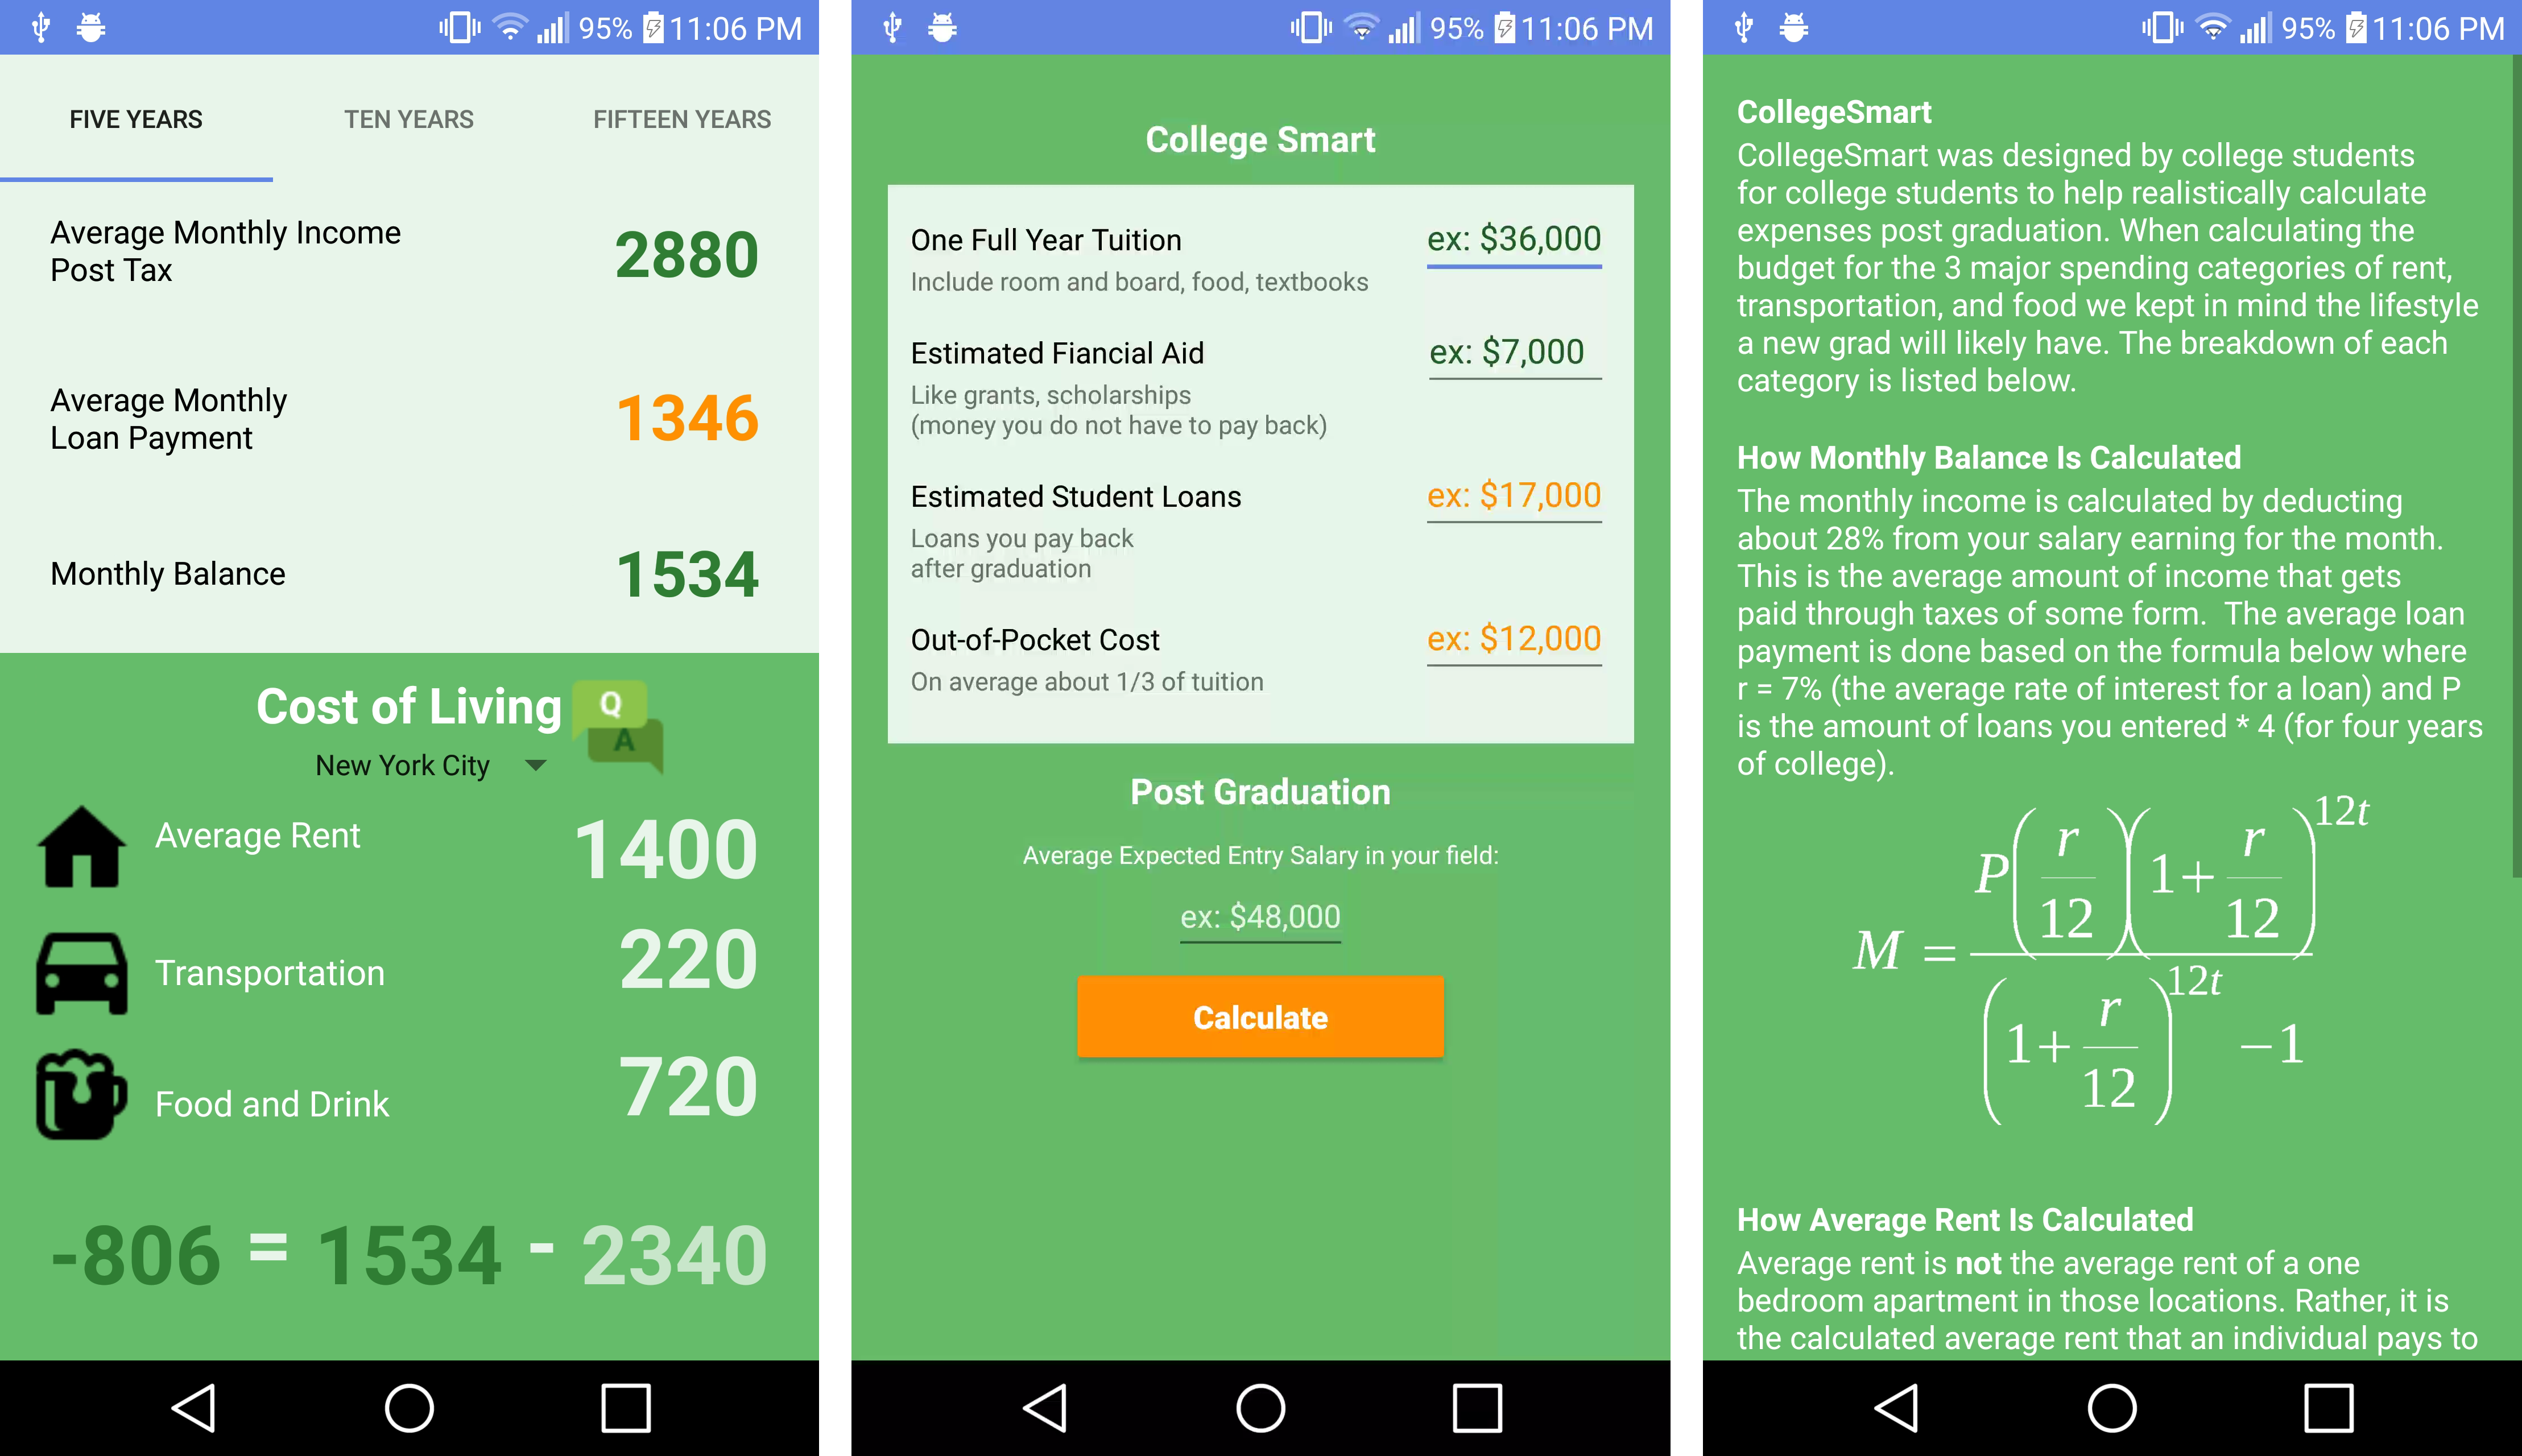 95% 11:06 PM
FIVE YEARS TEN YEARS FIFTEEN YEARS
Average Monthly Income
Post Tax
2880
Average Monthly
Loan Payment
1346
Monthly Balance 1534
Cost of Living Q A
New York City
Average Rent 1400
Transportation 220
Food and Drink 720
-806 = 1534 - 2340
95% 11:06 PM
College Smart
One Full Year Tuition ex: $36,000
Include room and board, food, textbooks
Estimated Fiancial Aid ex: $7,000
Like grants, scholarships
(money you do not have to pay back)
Estimated Student Loans ex: $17,000
Loans you pay back
after graduation
Out-of-Pocket Cost ex: $12,000
On average about 1/3 of tuition
Post Graduation
Average Expected Entry Salary in your field:
ex: $48,000
Calculate
95% 11:06 PM
CollegeSmart
CollegeSmart was designed by college students
for college students to help realistically calculate
expenses post graduation. When calculating the
budget for the 3 major spending categories of rent,
transportation, and food we kept in mind the lifestyle
a new grad will likely have. The breakdown of each
category is listed below.
How Monthly Balance Is Calculated
The monthly income is calculated by deducting
about 28% from your salary earning for the month.
This is the average amount of income that gets
paid through taxes of some form.  The average loan
payment is done based on the formula below where
r = 7% (the average rate of interest for a loan) and P
is the amount of loans you entered * 4 (for four years
of college).
M = P(r/12)(1+r/12)^12t / (1+r/12)^12t −1
How Average Rent Is Calculated
Average rent is not the average rent of a one
bedroom apartment in those locations. Rather, it is
the calculated average rent that an individual pays to